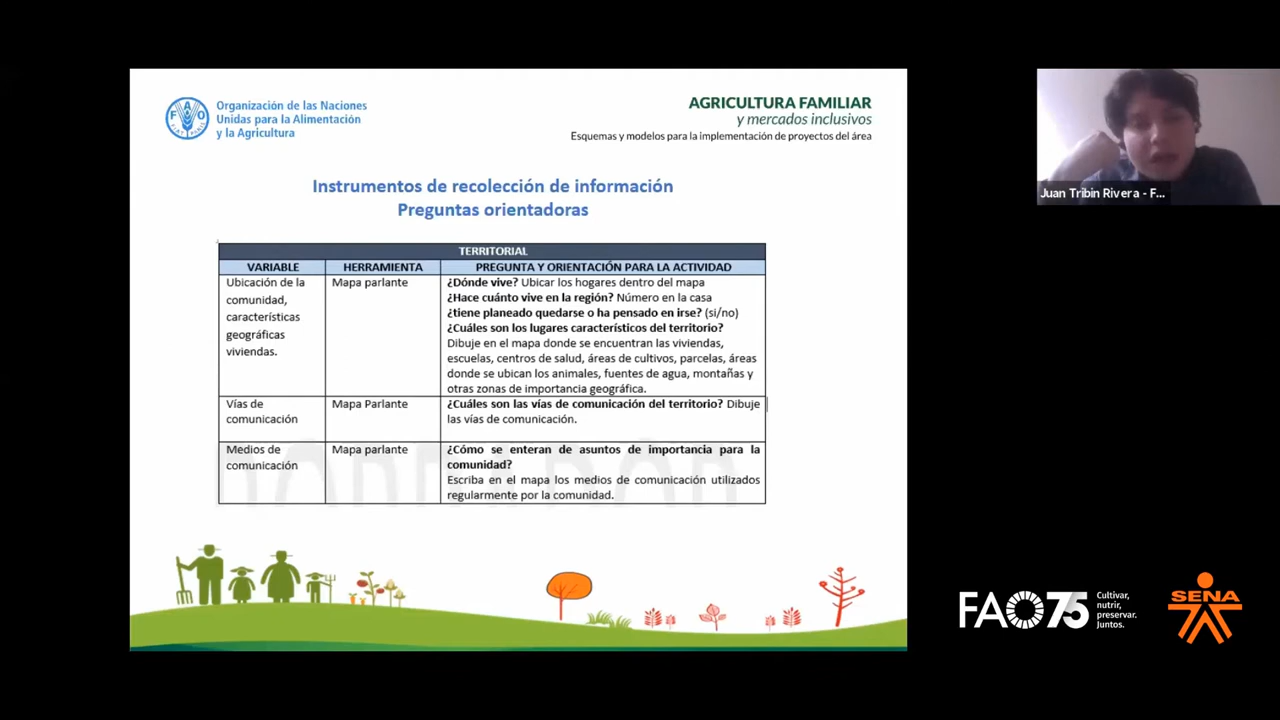 Organización de las Naciones
Unidas para la Alimentación
y la Agricultura
AGRICULTURA FAMILIAR
y mercados inclusivos
Esquemas y modelos para la implementación de proyectos del área
Instrumentos de recolección de información
Preguntas orientadoras
TERRITORIAL
VARIABLE HERRAMIENTA PREGUNTA Y ORIENTACIÓN PARA LA ACTIVIDAD
Ubicación de la
comunidad,
características
geográficas
viviendas.
Mapa parlante
¿Dónde vive? Ubicar los hogares dentro del mapa
¿Hace cuánto vive en la región? Número en la casa
¿tiene planeado quedarse o ha pensado en irse? (si/no)
¿Cuáles son los lugares característicos del territorio?
Dibuje en el mapa donde se encuentran las viviendas,
escuelas, centros de salud, áreas de cultivos, parcelas, áreas
donde se ubican los animales, fuentes de agua, montañas y
otras zonas de importancia geográfica.
Vías de
comunicación
Mapa Parlante
¿Cuáles son las vías de comunicación del territorio? Dibuje
las vías de comunicación.
Medios de
comunicación
Mapa parlante
¿Cómo se enteran de asuntos de importancia para la
comunidad?
Escriba en el mapa los medios de comunicación utilizados
regularmente por la comunidad.
Juan Tribin Rivera - F...
FAO75
Cultivar,
nutrir,
preservar.
Juntos.
SENA